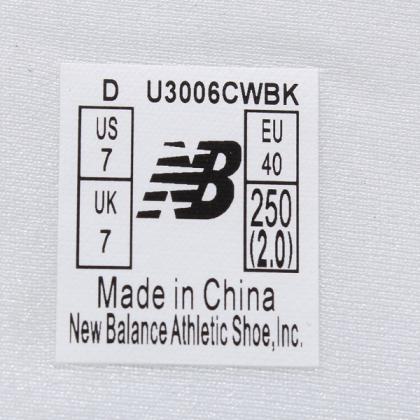 D U3006CWBK
US EU
7 40
UK 250
7 (2.0)
NB
Made in China
New Balance Athletic Shoe, Inc.